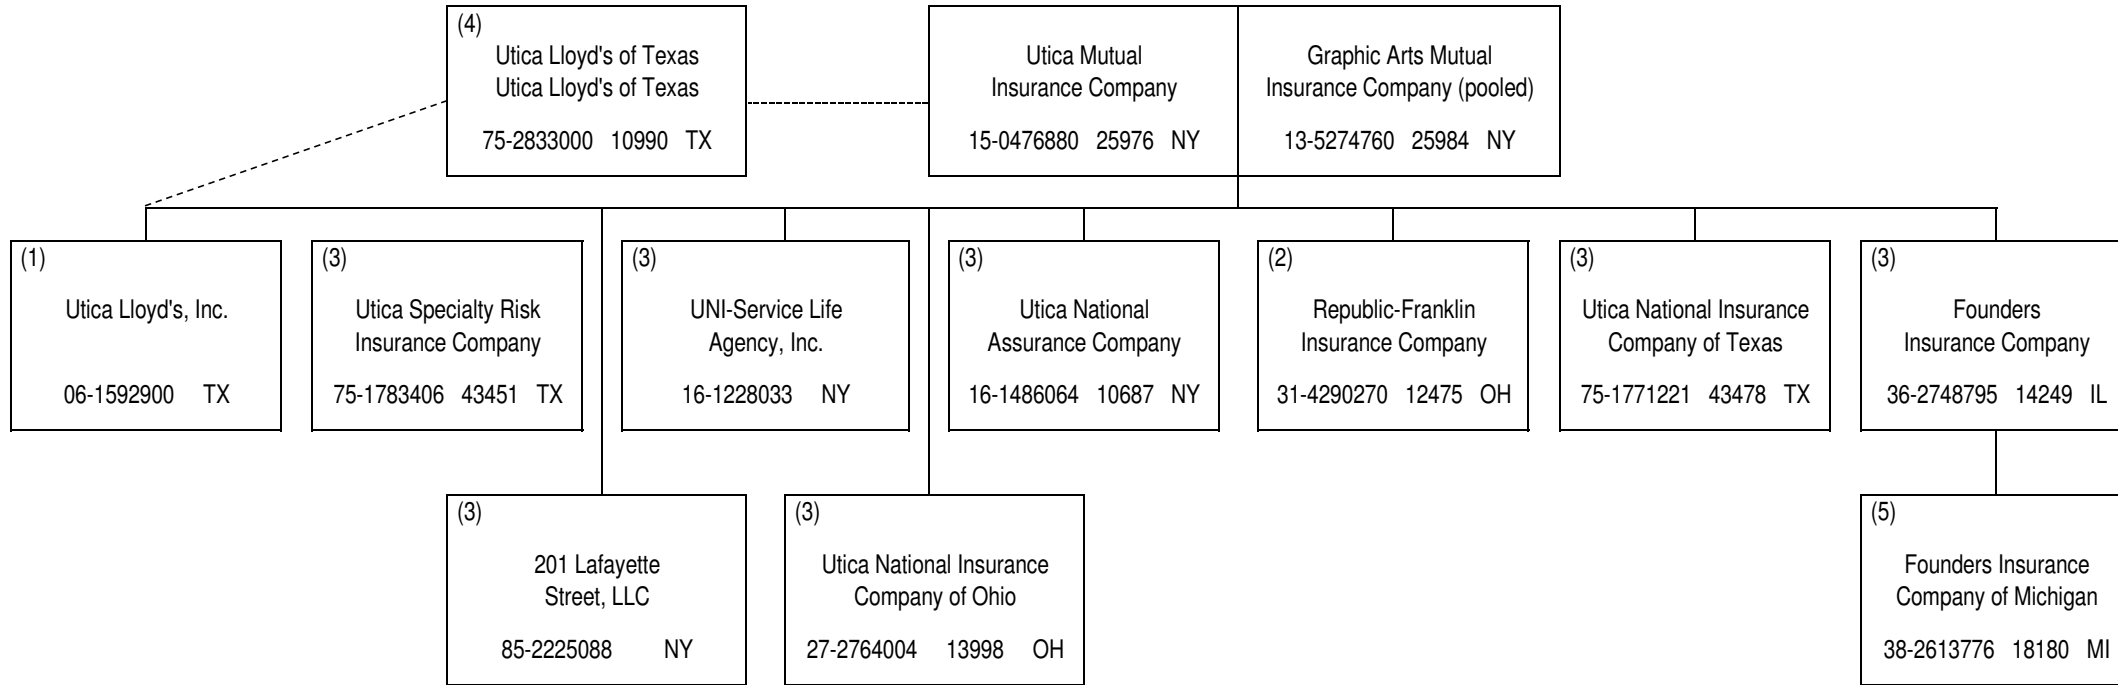 (4)
Utica Lloyd's of Texas
Utica Lloyd's of Texas
75-2833000 10990 TX
Utica Mutual
Insurance Company
15-0476880 25976 NY
Graphic Arts Mutual
Insurance Company (pooled)
13-5274760 25984 NY
(1)
Utica Lloyd's, Inc.
06-1592900 TX
(3)
Utica Specialty Risk
Insurance Company
75-1783406 43451 TX
(3)
UNI-Service Life
Agency, Inc.
16-1228033 NY
(3)
Utica National
Assurance Company
16-1486064 10687 NY
(2)
Republic-Franklin
Insurance Company
31-4290270 12475 OH
(3)
Utica National Insurance
Company of Texas
75-1771221 43478 TX
(3)
Founders
Insurance Company
36-2748795 14249 IL
(3)
201 Lafayette
Street, LLC
85-2225088 NY
(3)
Utica National Insurance
Company of Ohio
27-2764004 13998 OH
(5)
Founders Insurance
Company of Michigan
38-2613776 18180 MI